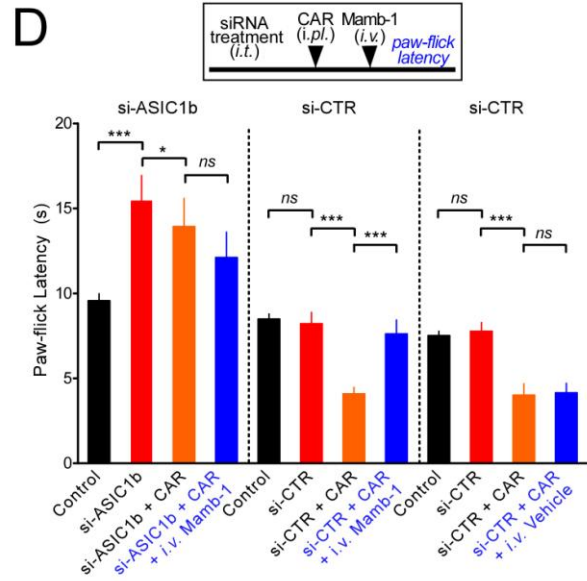 D
siRNA treatment (i.t.)
CAR (i.pl.)
Mamb-1 (i.v.)
paw-flick latency
si-ASIC1b
si-CTR
si-CTR
Paw-flick Latency (s)
20
15
10
5
0
***
*
ns
ns
***
***
ns
***
ns
Control
si-ASIC1b
si-ASIC1b + CAR
si-ASIC1b + CAR
+ i.v. Mamb-1
Control
si-CTR
si-CTR + CAR
si-CTR + CAR
+ i.v. Mamb-1
Control
si-CTR
si-CTR + CAR
si-CTR + CAR
+ i.v. Vehicle